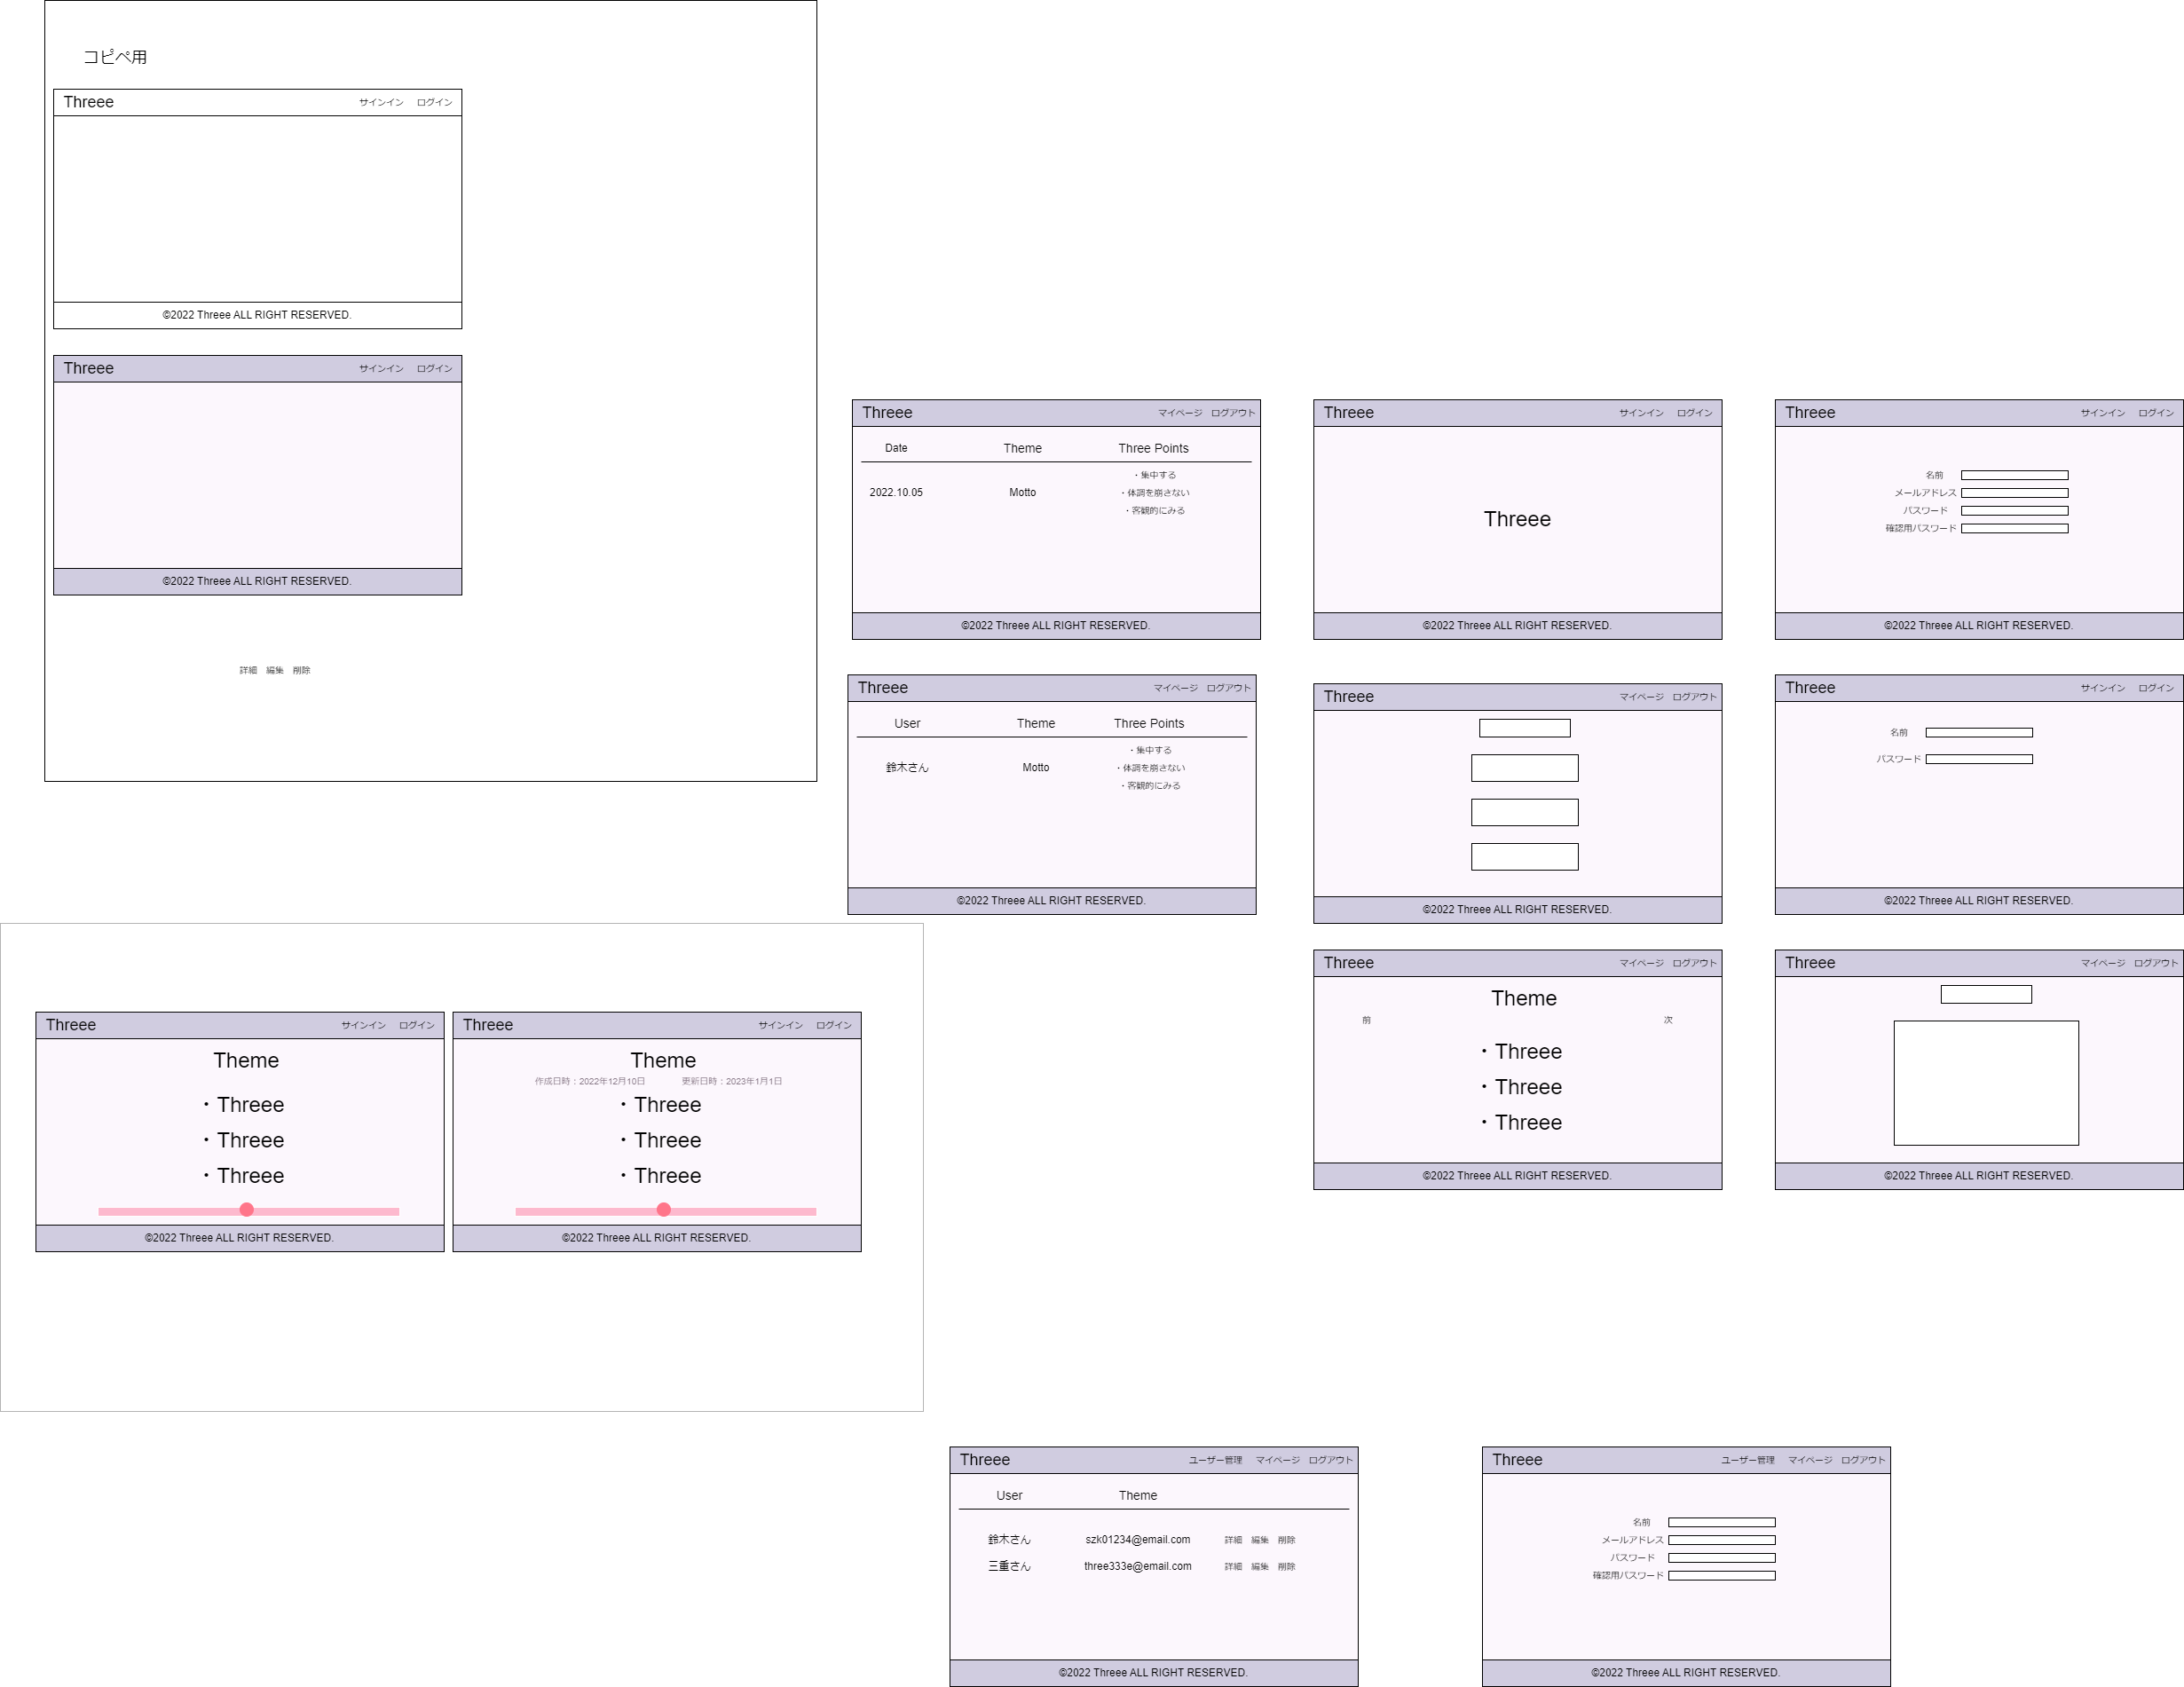 コピペ用
Threee サインイン ログイン
©2022 Threee ALL RIGHT RESERVED.
Threee サインイン ログイン
©2022 Threee ALL RIGHT RESERVED.
詳細 編集 削除
Threee マイページ ログアウト
Date Theme Three Points
・集中する
2022.10.05 Motto ・体調を崩さない
・客観的にみる
©2022 Threee ALL RIGHT RESERVED.
Threee サインイン ログイン
Threee
©2022 Threee ALL RIGHT RESERVED.
Threee サインイン ログイン
名前
メールアドレス
パスワード
確認用パスワード
©2022 Threee ALL RIGHT RESERVED.
Threee マイページ ログアウト
User Theme Three Points
・集中する
鈴木さん Motto ・体調を崩さない
・客観的にみる
©2022 Threee ALL RIGHT RESERVED.
Threee マイページ ログアウト
©2022 Threee ALL RIGHT RESERVED.
Threee サインイン ログイン
名前
パスワード
©2022 Threee ALL RIGHT RESERVED.
Threee マイページ ログアウト
Theme
前 次
・Threee
・Threee
・Threee
©2022 Threee ALL RIGHT RESERVED.
Threee マイページ ログアウト
©2022 Threee ALL RIGHT RESERVED.
Threee サインイン ログイン
Theme
・Threee
・Threee
・Threee
©2022 Threee ALL RIGHT RESERVED.
Threee サインイン ログイン
Theme
作成日時：2022年12月10日 更新日時：2023年1月1日
・Threee
・Threee
・Threee
©2022 Threee ALL RIGHT RESERVED.
Threee ユーザー管理 マイページ ログアウト
User Theme
鈴木さん szk01234@email.com 詳細 編集 削除
三重さん three333e@email.com 詳細 編集 削除
©2022 Threee ALL RIGHT RESERVED.
Threee ユーザー管理 マイページ ログアウト
名前
メールアドレス
パスワード
確認用パスワード
©2022 Threee ALL RIGHT RESERVED.